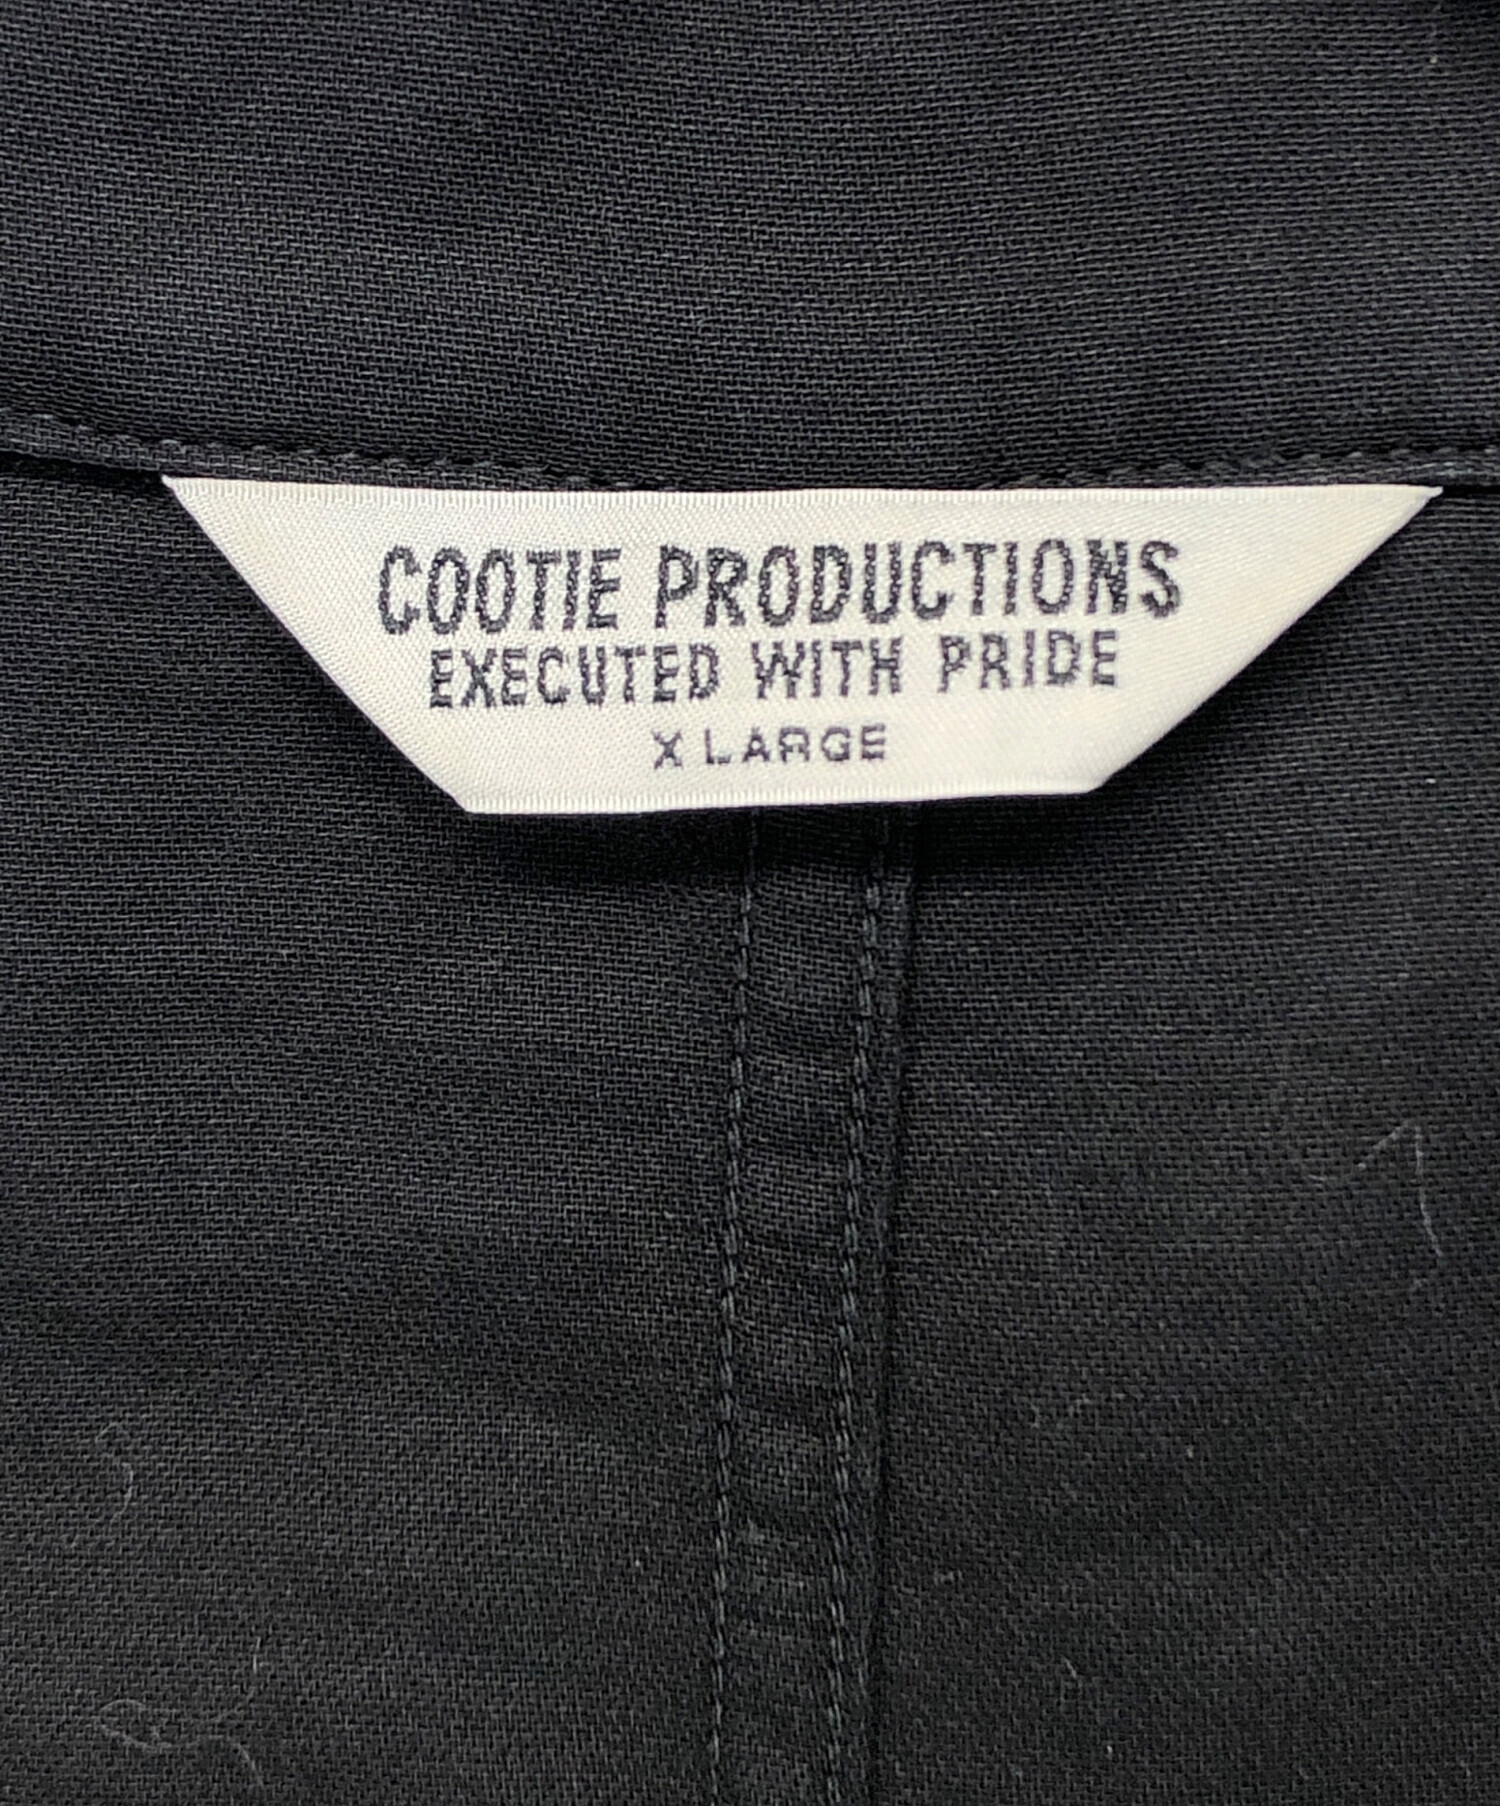 COOTIE PRODUCTIONS
EXECUTED WITH PRIDE
X LARGE